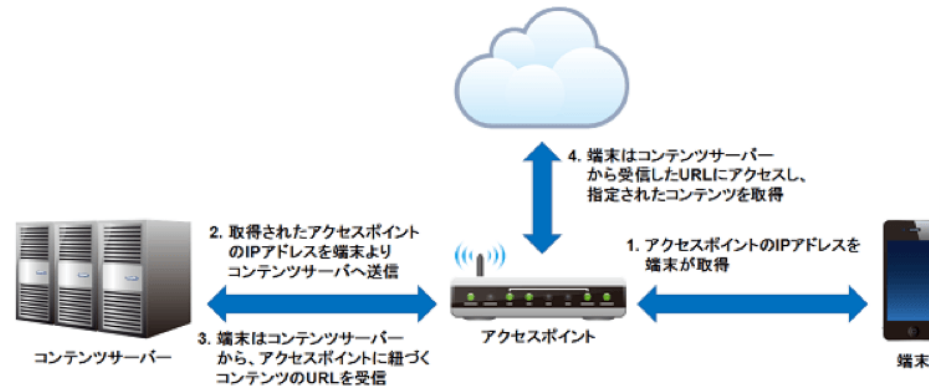 4. 端末はコンテンツサーバー
から受信したURLにアクセスし、
指定されたコンテンツを取得
2. 取得されたアクセスポイント
のIPアドレスを端末より
コンテンツサーバへ送信
1. アクセスポイントのIPアドレスを
端末が取得
アクセスポイント
コンテンツサーバー
3. 端末はコンテンツサーバー
から、アクセスポイントに紐づく
コンテンツのURLを受信
端末